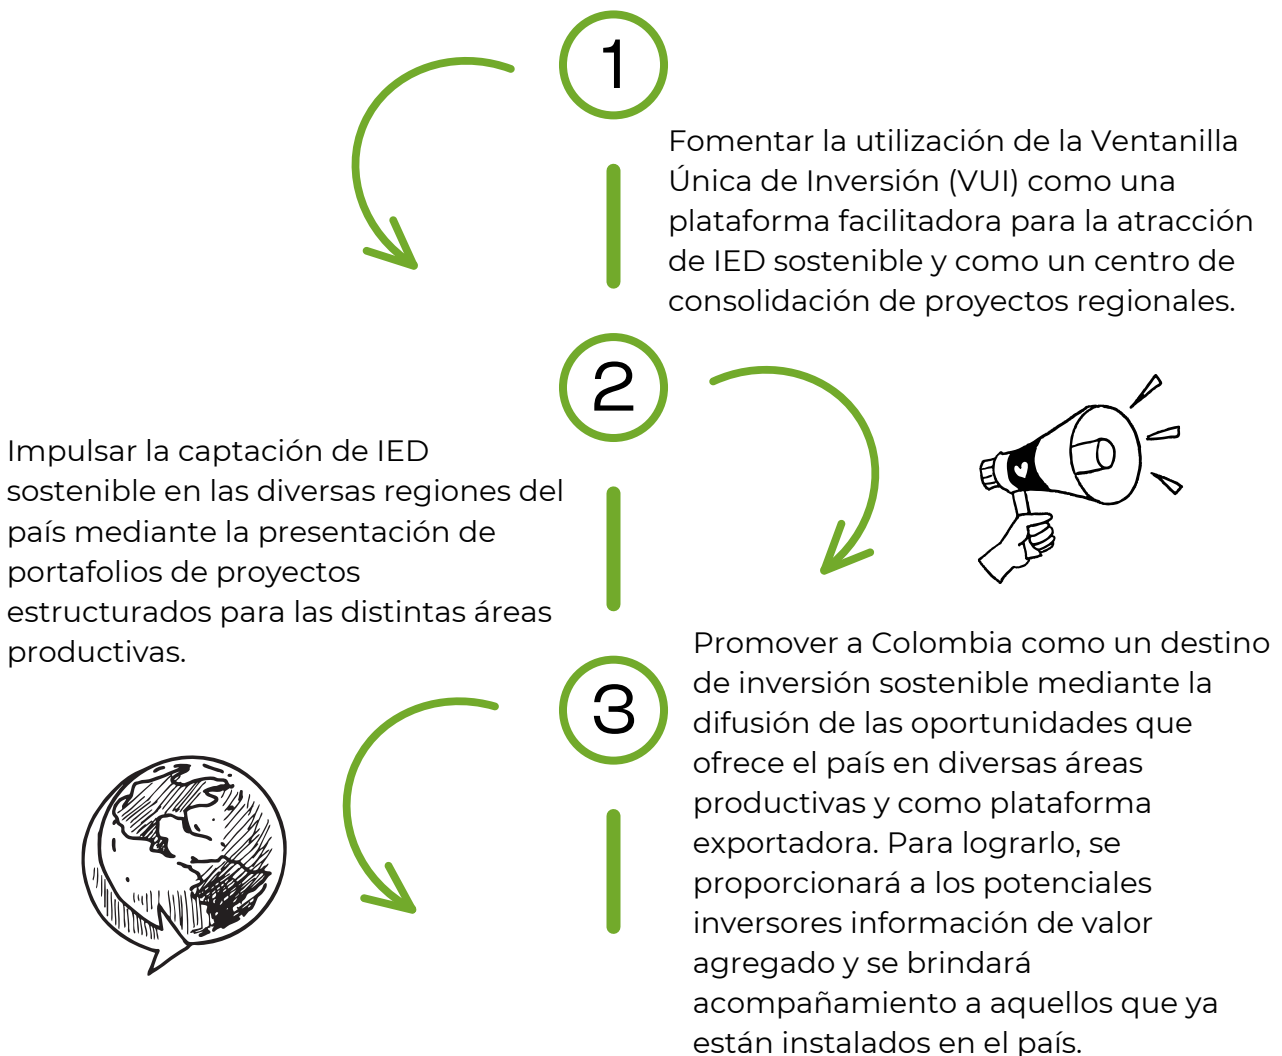 1
Fomentar la utilización de la Ventanilla
Única de Inversión (VUI) como una
plataforma facilitadora para la atracción
de IED sostenible y como un centro de
consolidación de proyectos regionales.
2
Impulsar la captación de IED
sostenible en las diversas regiones del
país mediante la presentación de
portafolios de proyectos
estructurados para las distintas áreas
productivas.
3
Promover a Colombia como un destino
de inversión sostenible mediante la
difusión de las oportunidades que
ofrece el país en diversas áreas
productivas y como plataforma
exportadora. Para lograrlo, se
proporcionará a los potenciales
inversores información de valor
agregado y se brindará
acompañamiento a aquellos que ya
están instalados en el país.